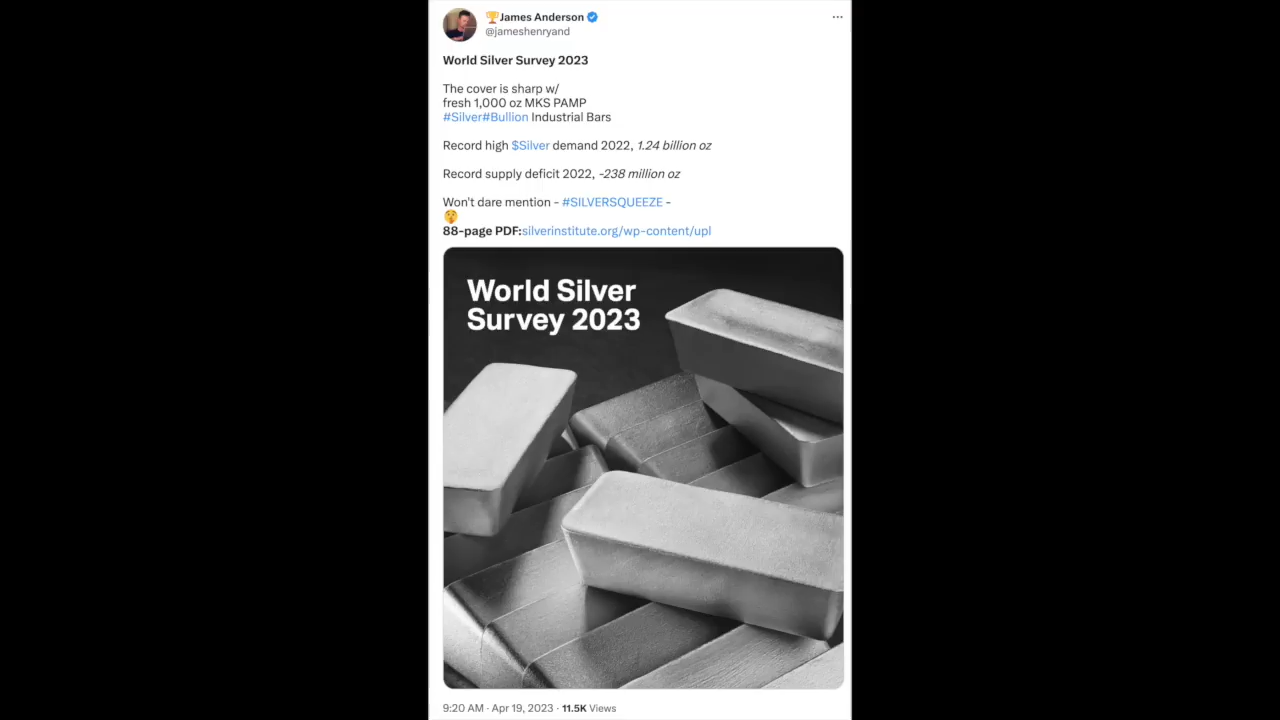 🏆James Anderson
@jameshenryand
World Silver Survey 2023
The cover is sharp w/
fresh 1,000 oz MKS PAMP
#Silver#Bullion Industrial Bars
Record high $Silver demand 2022, 1.24 billion oz
Record supply deficit 2022, -238 million oz
Won't dare mention - #SILVERSQUEEZE -
🤫
88-page PDF:silverinstitute.org/wp-content/upl
World Silver
Survey 2023
9:20 AM · Apr 19, 2023 · 11.5K Views